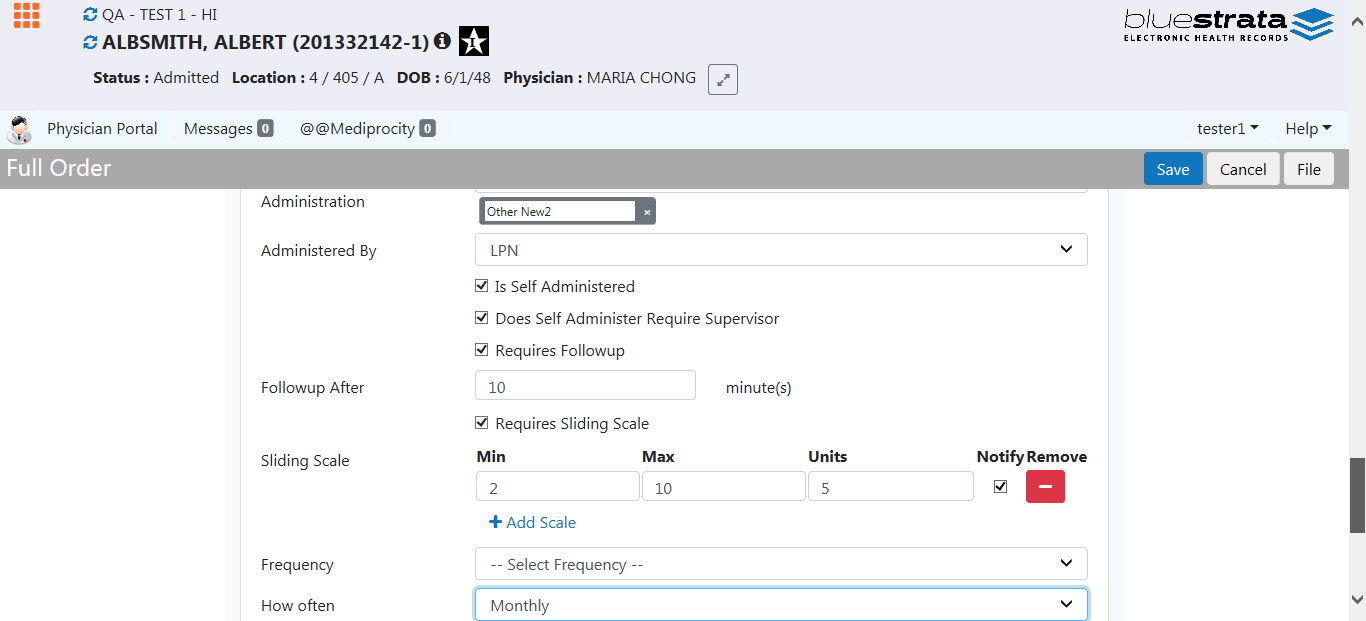 QA - TEST 1 - HI
ALBSMITH, ALBERT (201332142-1)
Status : Admitted Location : 4 / 405 / A DOB : 6/1/48 Physician : MARIA CHONG
bluestrata
ELECTRONIC HEALTH RECORDS
Physician Portal Messages 0 @@Mediprocity 0 tester1 Help
Full Order Save Cancel File
Administration Other New2 ×
Administered By LPN
Is Self Administered
Does Self Administer Require Supervisor
Requires Followup
Followup After 10 minute(s)
Requires Sliding Scale
Sliding Scale Min Max Units Notify Remove
2 10 5
+ Add Scale
Frequency -- Select Frequency --
How often Monthly